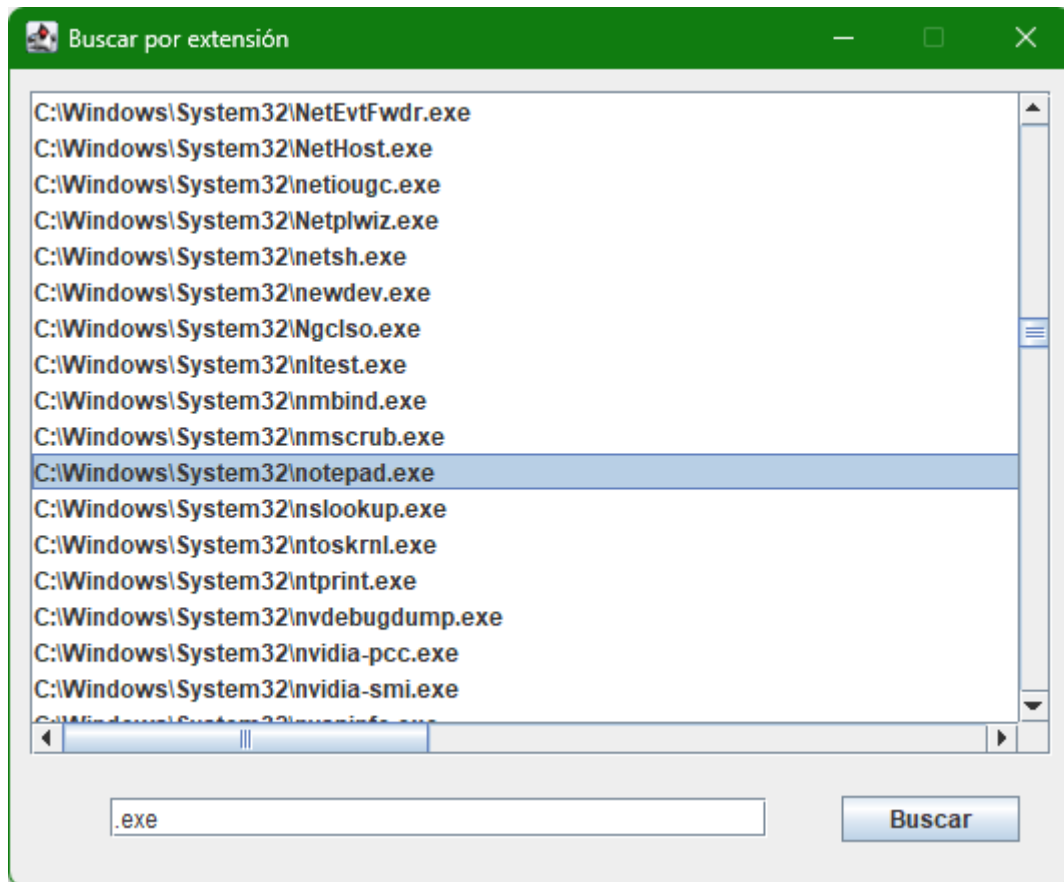 Buscar por extensión
C:\Windows\System32\NetEvtFwdr.exe
C:\Windows\System32\NetHost.exe
C:\Windows\System32\netiougc.exe
C:\Windows\System32\Netplwiz.exe
C:\Windows\System32\netsh.exe
C:\Windows\System32\newdev.exe
C:\Windows\System32\NgcIso.exe
C:\Windows\System32\nltest.exe
C:\Windows\System32\nmbind.exe
C:\Windows\System32\nmscrub.exe
C:\Windows\System32\notepad.exe
C:\Windows\System32\nslookup.exe
C:\Windows\System32\ntoskrnl.exe
C:\Windows\System32\ntprint.exe
C:\Windows\System32\nvdebugdump.exe
C:\Windows\System32\nvidia-pcc.exe
C:\Windows\System32\nvidia-smi.exe
.exe
Buscar